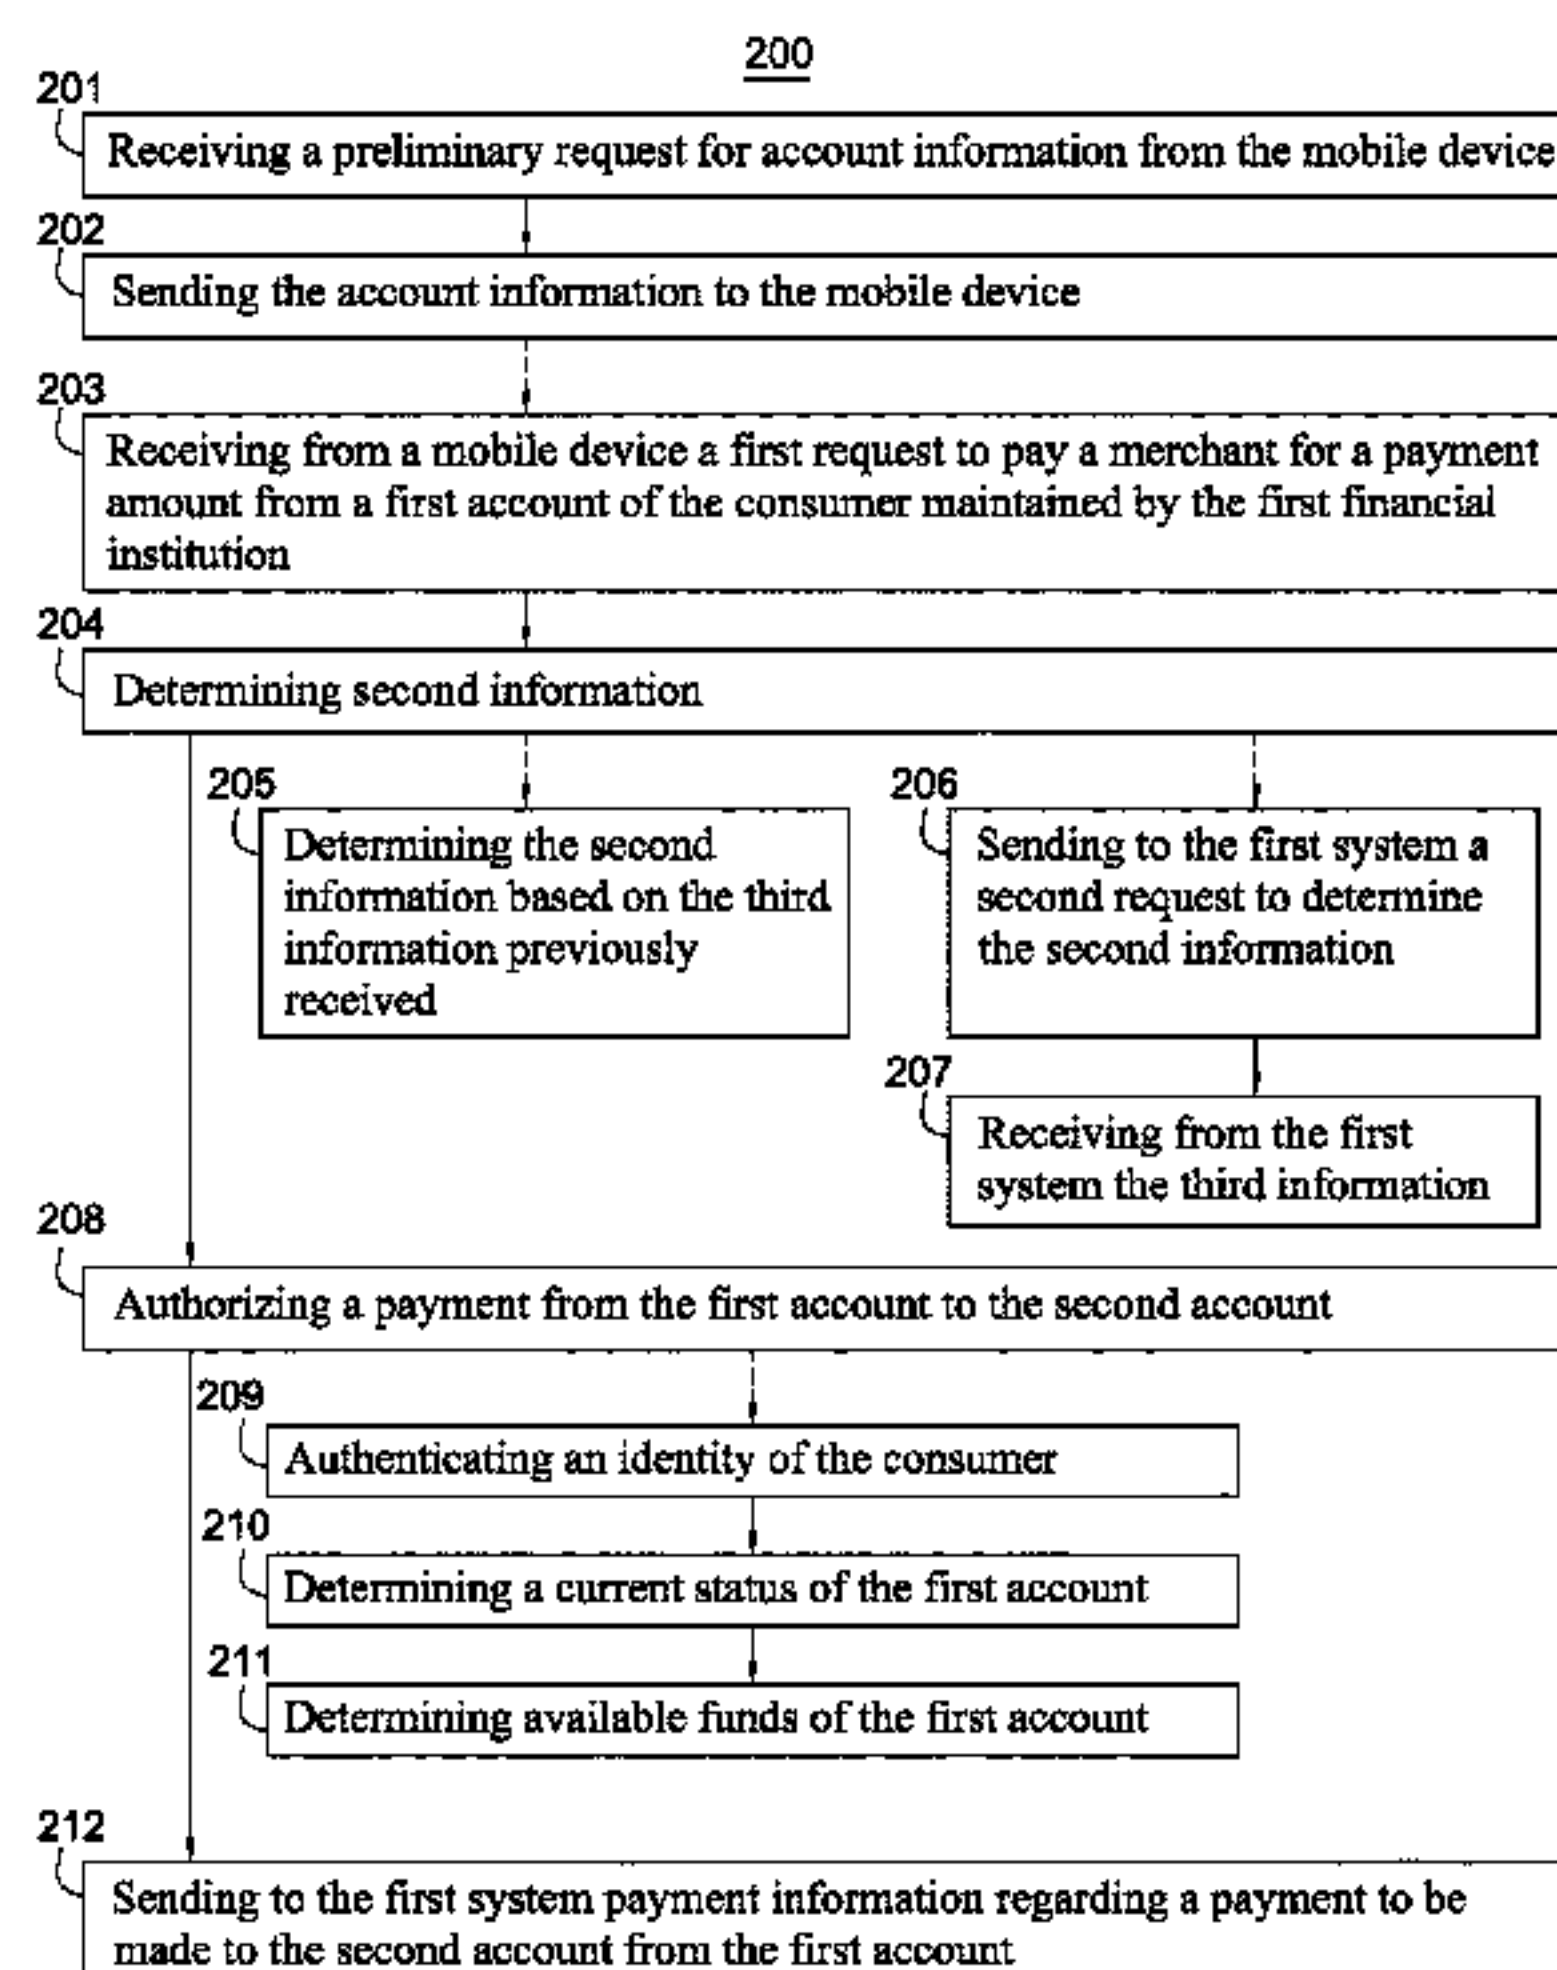 200
201
Receiving a preliminary request for account information from the mobile device
202
Sending the account information to the mobile device
203
Receiving from a mobile device a first request to pay a merchant for a payment
amount from a first account of the consumer maintained by the first financial
institution
204
Determining second information
205
Determining the second
information based on the third
information previously
received
206
Sending to the first system a
second request to determine
the second information
207
Receiving from the first
system the third information
208
Authorizing a payment from the first account to the second account
209
Authenticating an identity of the consumer
210
Determining a current status of the first account
211
Determining available funds of the first account
212
Sending to the first system payment information regarding a payment to be
made to the second account from the first account